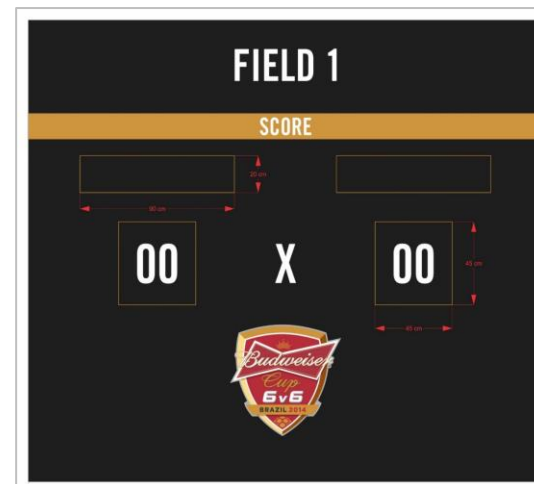 FIELD 1
SCORE
20 cm
80 cm
00 X 00
45 cm
45 cm
Budweiser
Cup
6v6
BRAZIL 2014